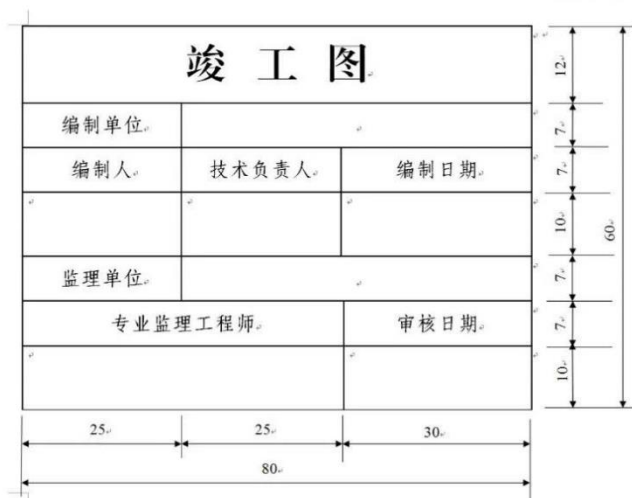 竣 工 图
12
编制单位
7
编制人 技术负责人 编制日期
7
10
60
监理单位
7
专业监理工程师 审核日期
7
10
25 25 30
80